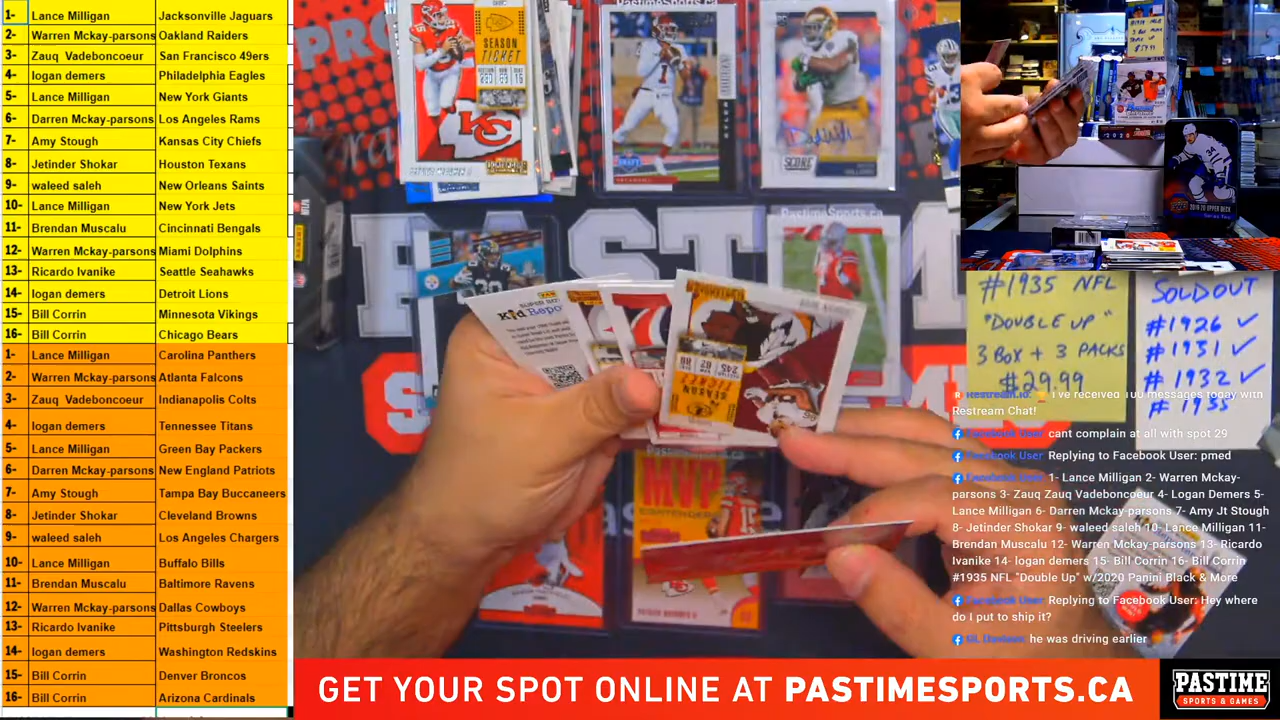 1- Lance Milligan Jacksonville Jaguars
2- Warren Mckay-parsons Oakland Raiders
3- Zauq Vadeboncoeur San Francisco 49ers
4- logan demers Philadelphia Eagles
5- Lance Milligan New York Giants
6- Darren Mckay-parsons Los Angeles Rams
7- Amy Stough Kansas City Chiefs
8- Jetinder Shokar Houston Texans
9- waleed saleh New Orleans Saints
10- Lance Milligan New York Jets
11- Brendan Muscalu Cincinnati Bengals
12- Warren Mckay-parsons Miami Dolphins
13- Ricardo Ivanike Seattle Seahawks
14- logan demers Detroit Lions
15- Bill Corrin Minnesota Vikings
16- Bill Corrin Chicago Bears
1- Lance Milligan Carolina Panthers
2- Warren Mckay-parsons Atlanta Falcons
3- Zauq Vadeboncoeur Indianapolis Colts
4- logan demers Tennessee Titans
5- Lance Milligan Green Bay Packers
6- Darren Mckay-parsons New England Patriots
7- Amy Stough Tampa Bay Buccaneers
8- Jetinder Shokar Cleveland Browns
9- waleed saleh Los Angeles Chargers
10- Lance Milligan Buffalo Bills
11- Brendan Muscalu Baltimore Ravens
12- Warren Mckay-parsons Dallas Cowboys
13- Ricardo Ivanike Pittsburgh Steelers
14- logan demers Washington Redskins
15- Bill Corrin Denver Broncos
16- Bill Corrin Arizona Cardinals
SEASON
TICKET
SCORE
PastimeSports.ca
Kid Repo
SEASON
TICKET
MVP
CONTENDERS
#1935 NFL
"DOUBLE UP"
3 BOX + 3 PACKS
$29.99
SOLDOUT
#1926 ✓
#1931 ✓
#1932 ✓
Restream Chat!
cant complain at all with spot 29
Replying to Facebook User: pmed
1- Lance Milligan 2- Warren Mckay-
parsons 3- Zauq Zauq Vadeboncoeur 4- Logan Demers 5-
Lance Milligan 6- Darren Mckay-parsons 7- Amy Jt Stough
8- Jetinder Shokar 9- waleed saleh 10- Lance Milligan 11-
Brendan Muscalu 12- Warren Mckay-parsons 13- Ricardo
Ivanike 14- logan demers 15- Bill Corrin 16- Bill Corrin
#1935 NFL "Double Up" w/2020 Panini Black & More
Replying to Facebook User: Hey where
do I put to ship it?
he was driving earlier
GET YOUR SPOT ONLINE AT PASTIMESPORTS.CA
PASTIME
SPORTS & GAMES